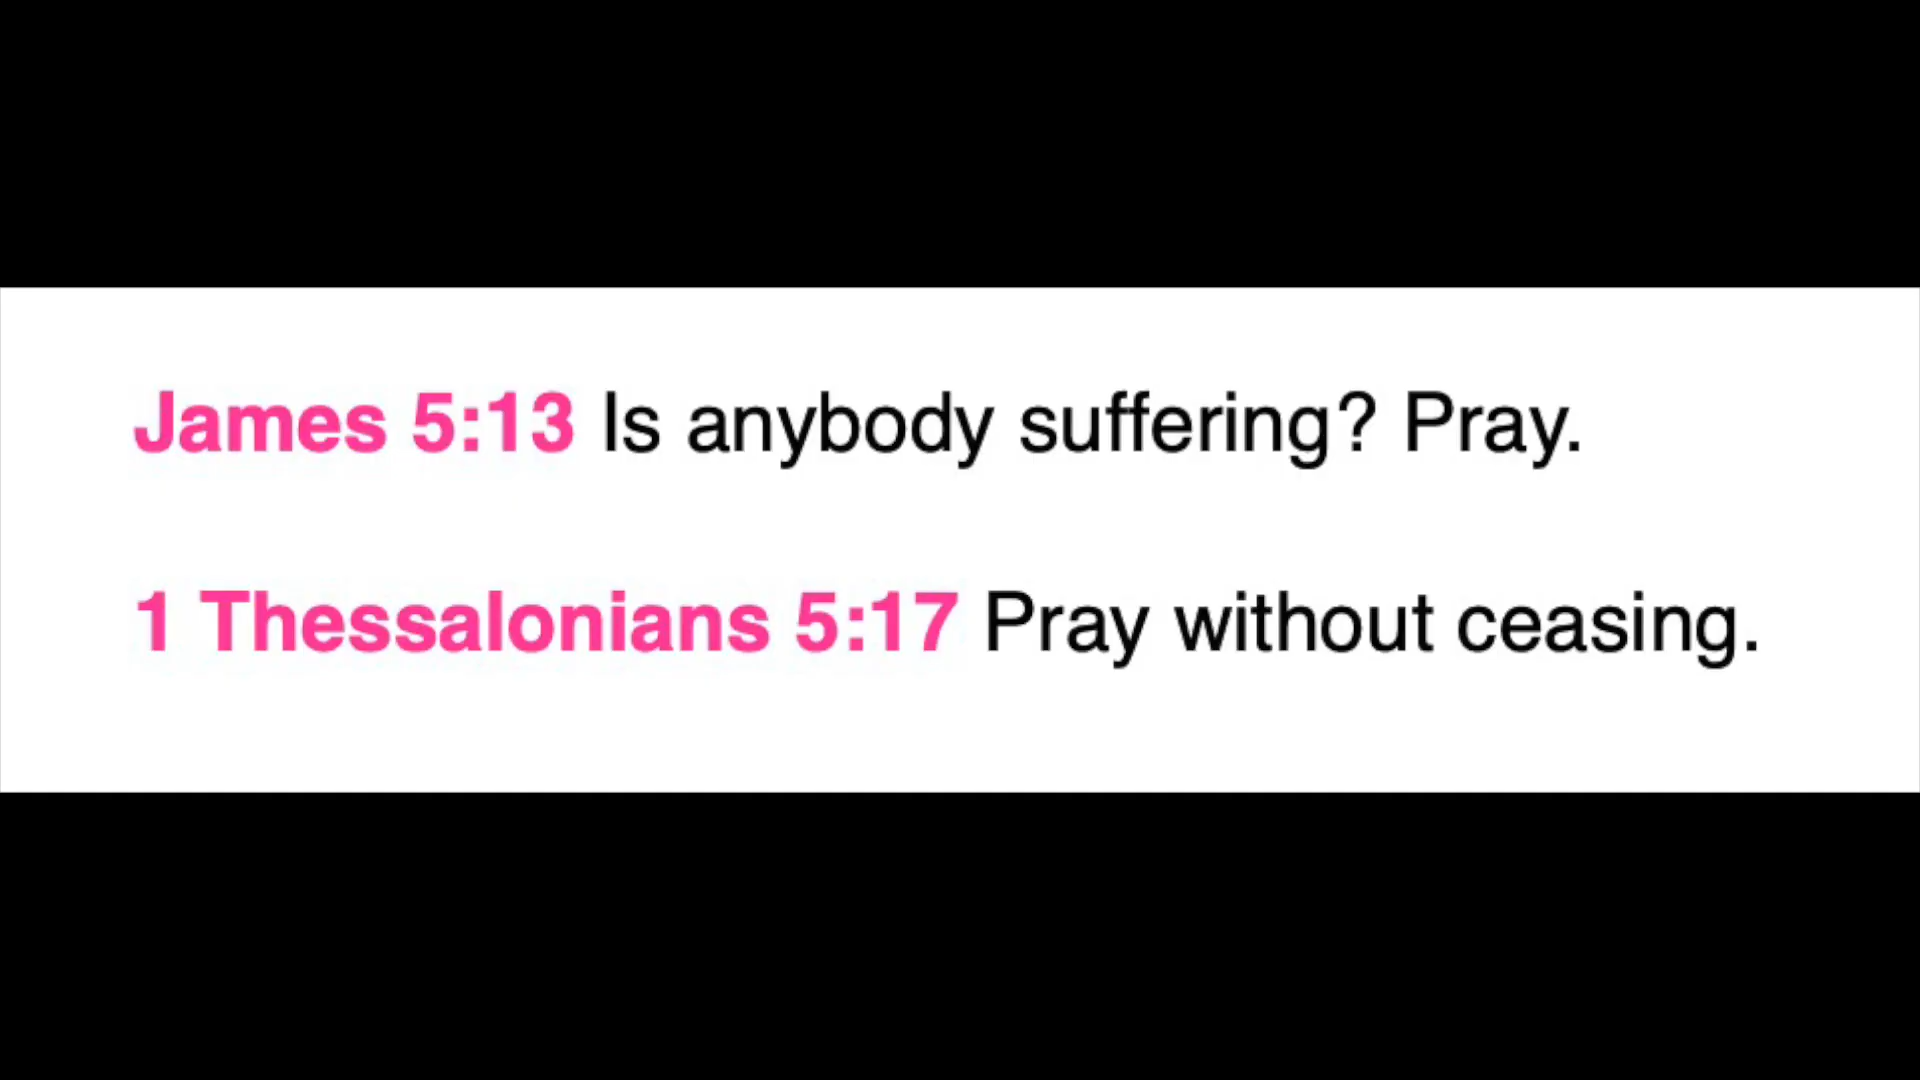 James 5:13 Is anybody suffering? Pray.
1 Thessalonians 5:17 Pray without ceasing.